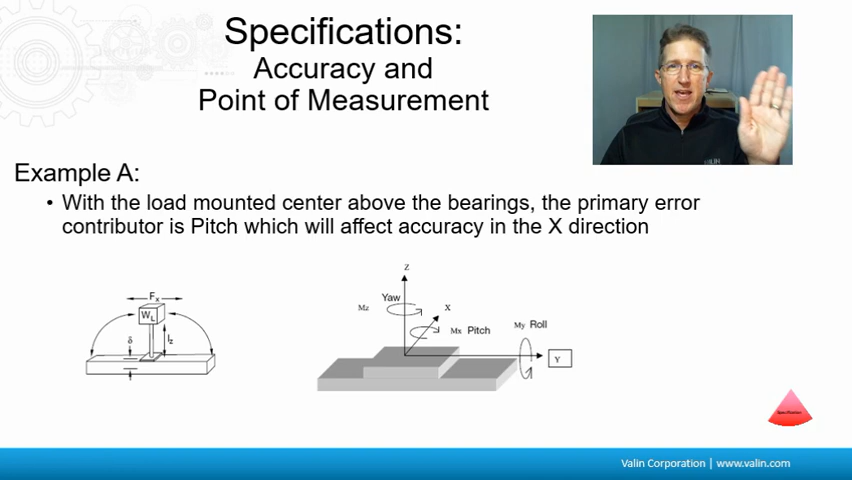 Specifications:
Accuracy and
Point of Measurement
Example A:
• With the load mounted center above the bearings, the primary error
contributor is Pitch which will affect accuracy in the X direction
Fx
WL
lz
δ
Z
Yaw
Mz
X
Mx Pitch
My Roll
Y
Specification
Valin Corporation | www.valin.com